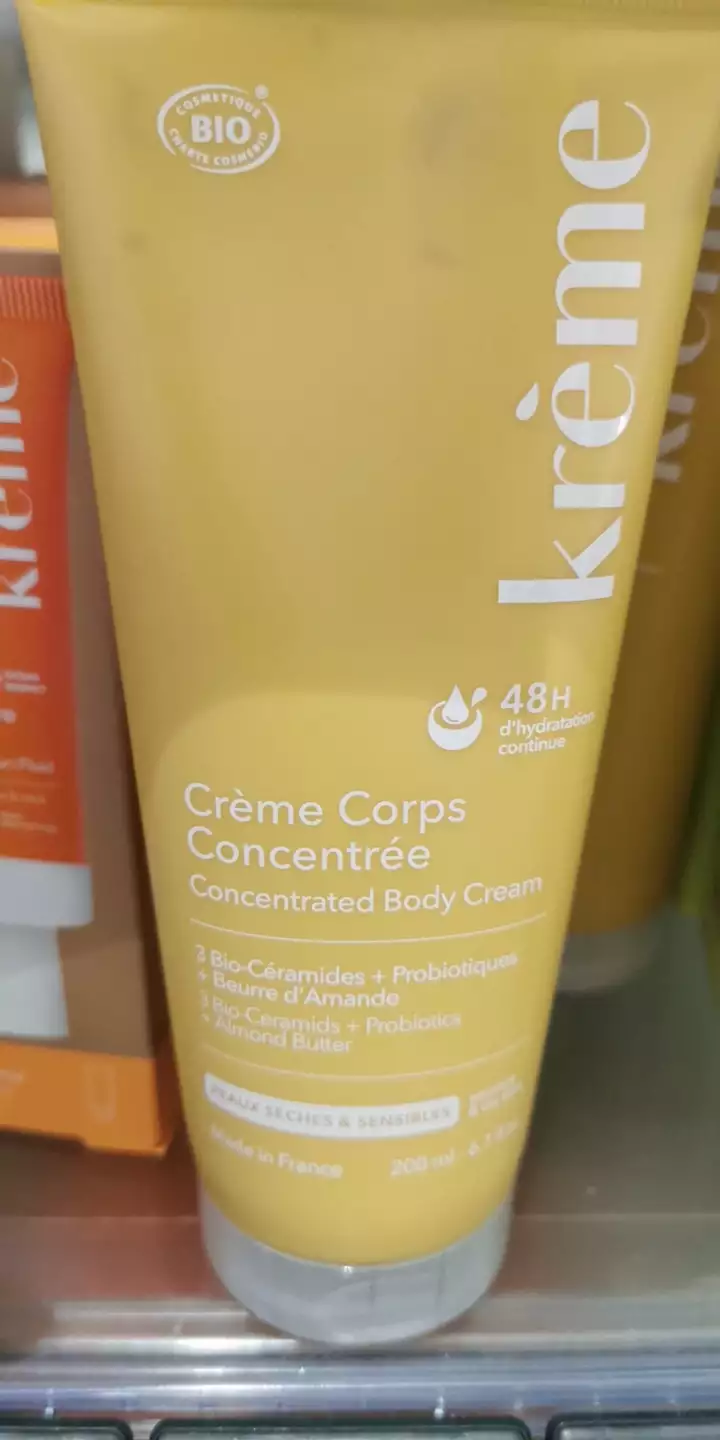 COSMETIQUE
BIO
CHARTE COSMEBIO
krème
48H
d'hydratation
continue
Crème Corps
Concentrée
Concentrated Body Cream
3 Bio-Céramides + Probiotiques
+ Beurre d'Amande
3 Bio-Ceramids + Probiotics
+ Almond Butter
PEAUX SÈCHES & SENSIBLES
Made in France 200 ml
krème